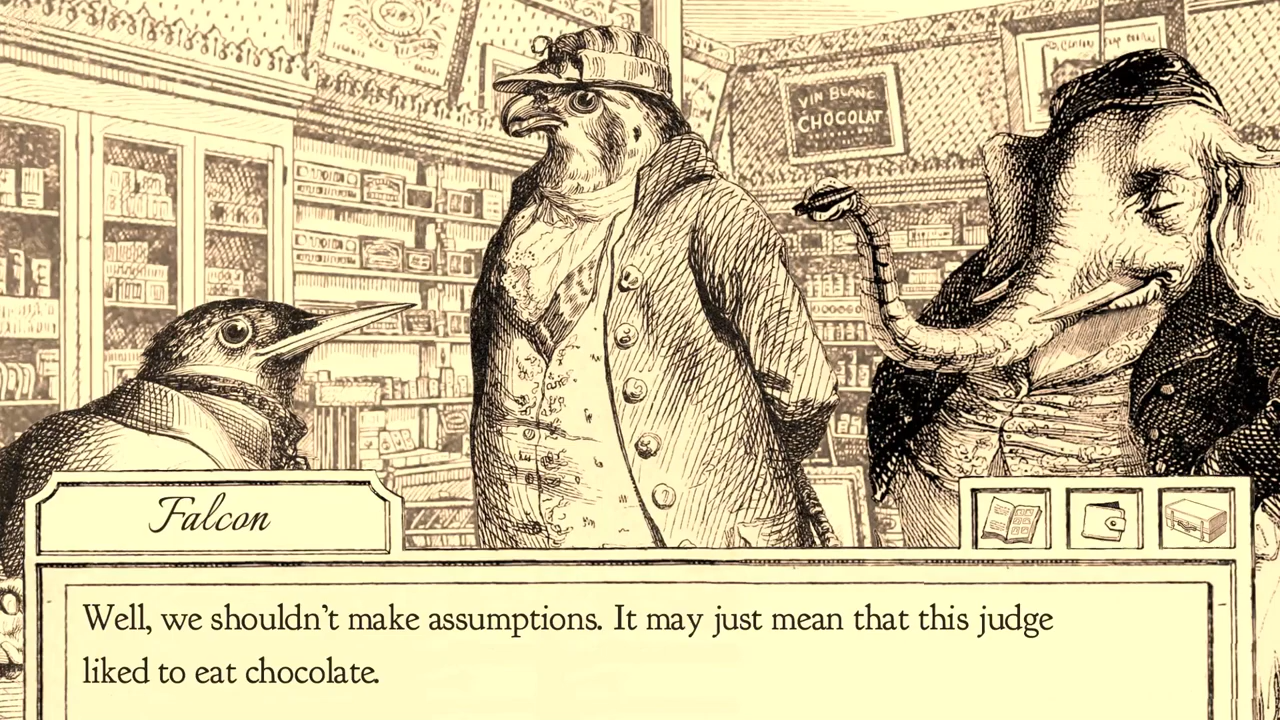 VIN BLANC
CHOCOLAT
Falcon
Well, we shouldn't make assumptions. It may just mean that this judge
liked to eat chocolate.